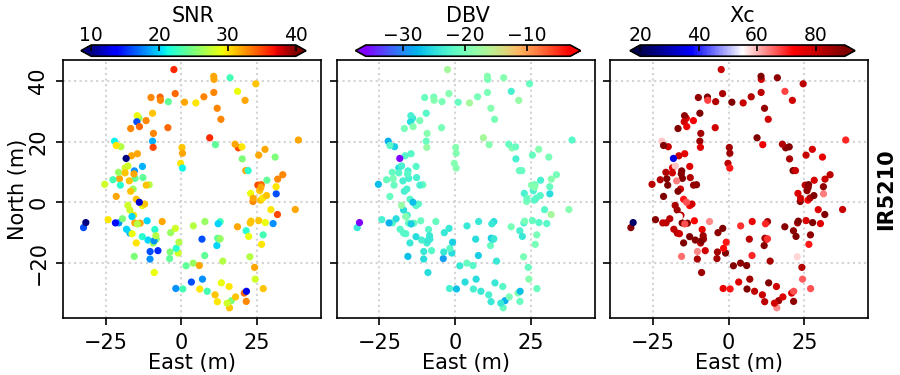 SNR DBV Xc
10 20 30 40 −30 −20 −10 20 40 60 80
North (m)
40
20
0
−20
IR5210
−25 0 25 −25 0 25 −25 0 25
East (m) East (m) East (m)